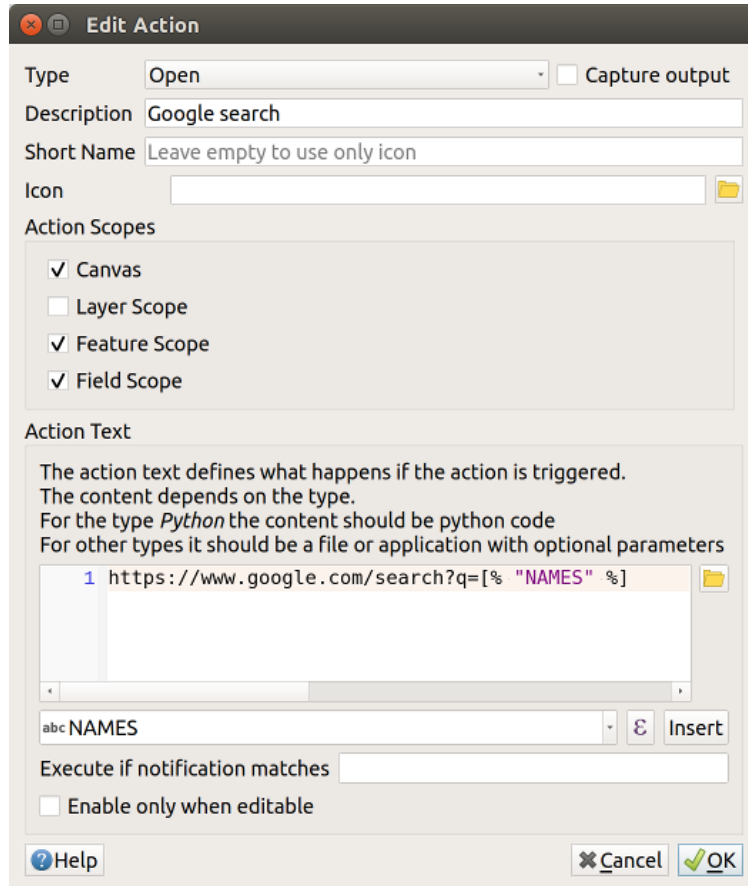 Edit Action
Type Open Capture output
Description Google search
Short Name Leave empty to use only icon
Icon
Action Scopes
Canvas
Layer Scope
Feature Scope
Field Scope
Action Text
The action text defines what happens if the action is triggered.
The content depends on the type.
For the type Python the content should be python code
For other types it should be a file or application with optional parameters
1 https://www.google.com/search?q=[% "NAMES" %]
abc NAMES ε Insert
Execute if notification matches
Enable only when editable
Help Cancel OK